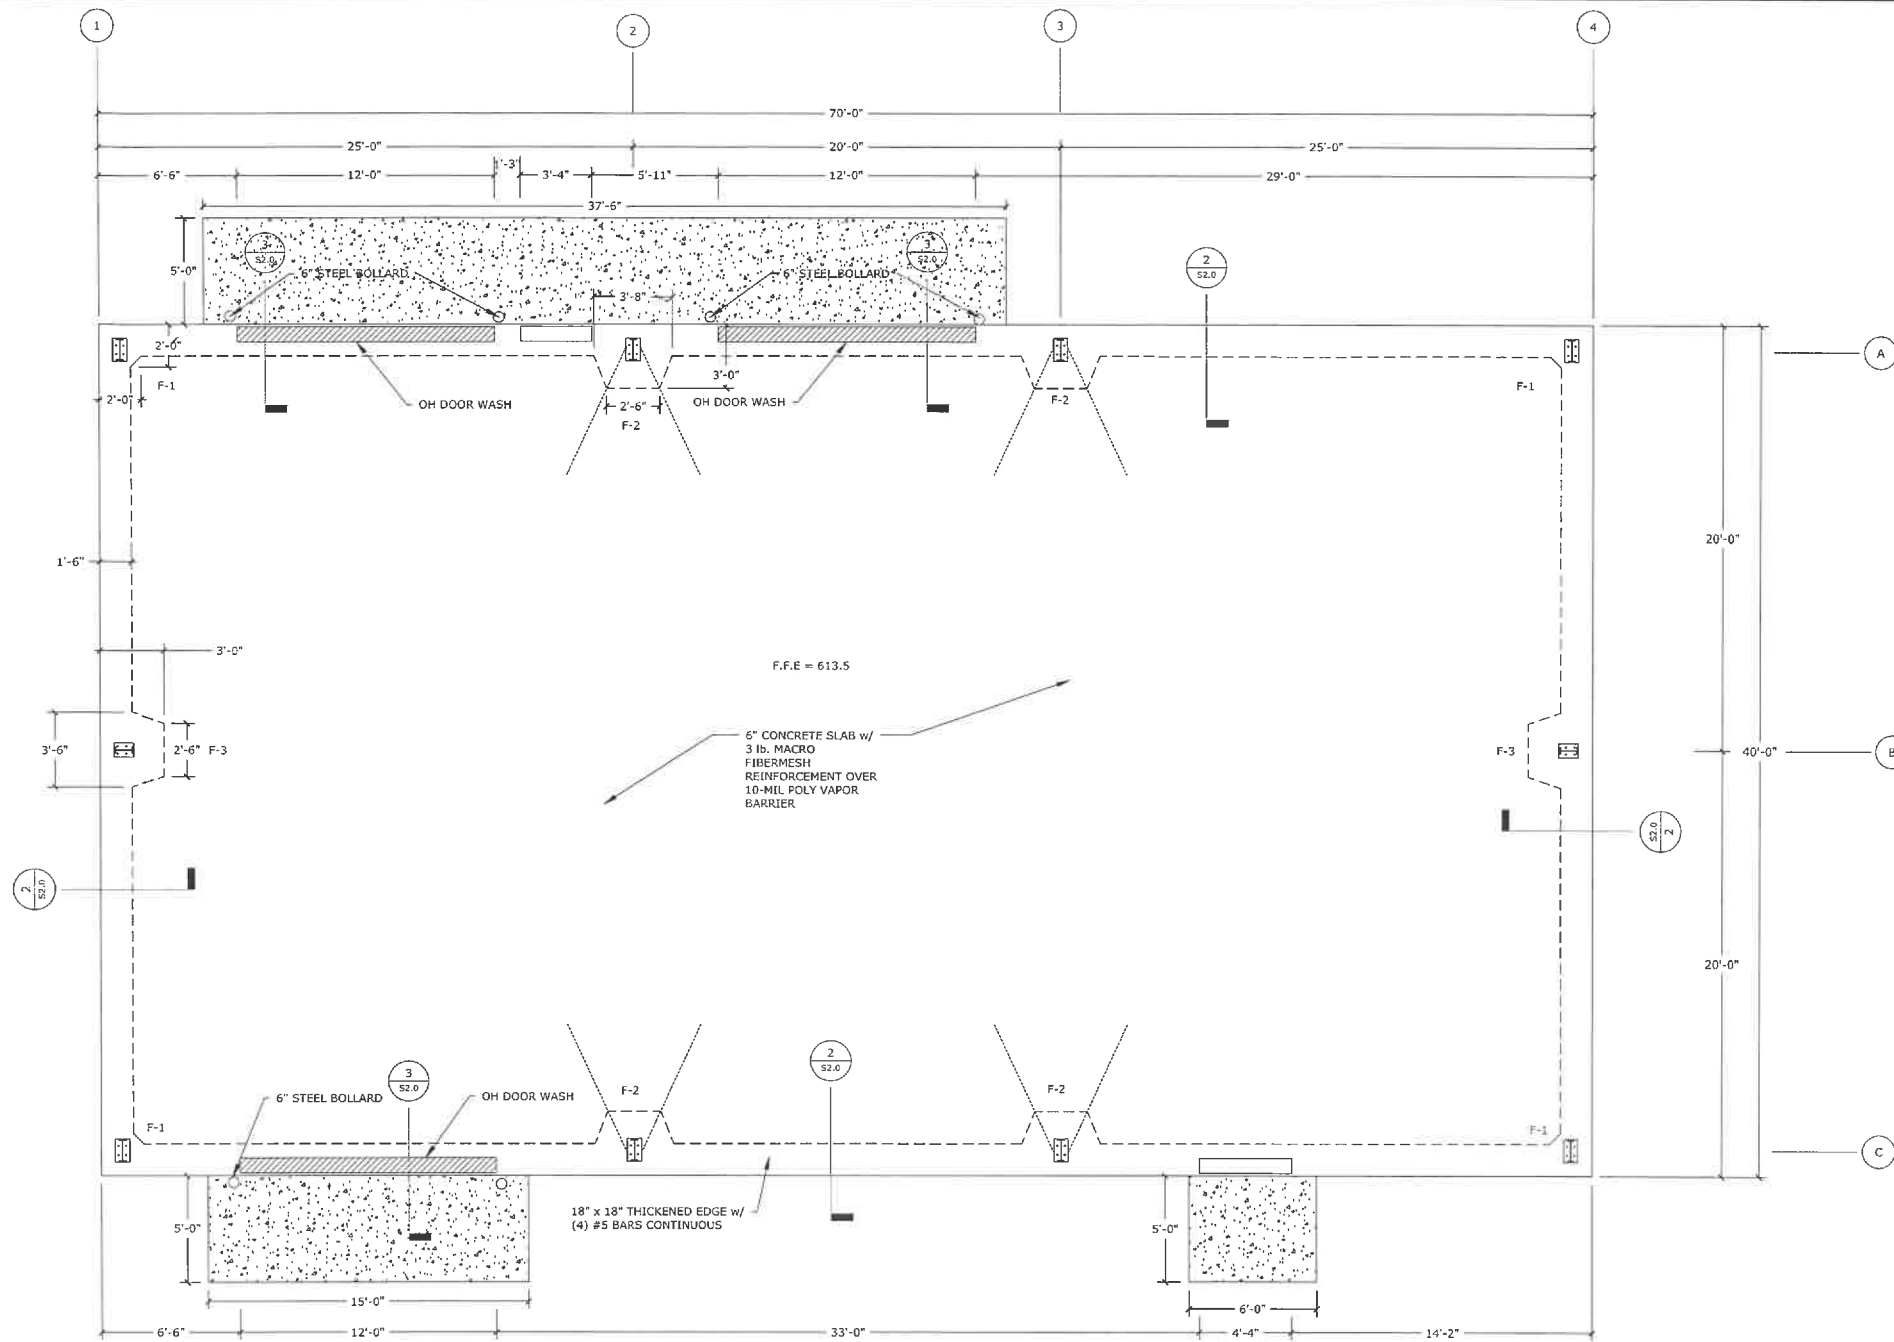 1
2
3
4
70'-0"
25'-0"
20'-0"
25'-0"
6'-6"
12'-0"
1'-3"
3'-4"
5'-11"
12'-0"
29'-0"
37'-6"
3
S2.0
3
S2.0
2
S2.0
5'-0"
6" STEEL BOLLARD
6" STEEL BOLLARD
3'-8"
2'-0"
A
F-1
3'-0"
F-1
2'-0"
OH DOOR WASH
2'-6"
OH DOOR WASH
F-2
F-2
20'-0"
1'-6"
3'-0"
F.F.E = 613.5
6" CONCRETE SLAB w/
3 lb. MACRO
FIBERMESH
REINFORCEMENT OVER
10-MIL POLY VAPOR
BARRIER
3'-6"
2'-6"
F-3
F-3
40'-0"
B
2
S2.0
2
S2.0
20'-0"
3
S2.0
2
S2.0
6" STEEL BOLLARD
OH DOOR WASH
F-2
F-2
F-1
F-1
C
18" x 18" THICKENED EDGE w/
(4) #5 BARS CONTINUOUS
5'-0"
5'-0"
15'-0"
6'-0"
6'-6"
12'-0"
33'-0"
4'-4"
14'-2"